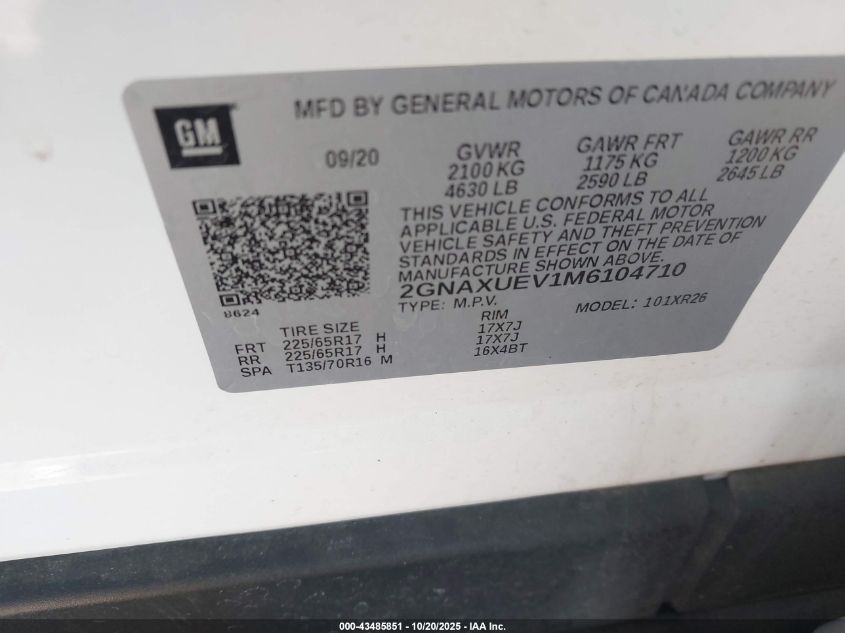 GM
MFD BY GENERAL MOTORS OF CANADA COMPANY
09/20
GVWR
2100 KG
4630 LB
GAWR FRT
1175 KG
2590 LB
GAWR RR
1200 KG
2645 LB
THIS VEHICLE CONFORMS TO ALL
APPLICABLE U.S. FEDERAL MOTOR
VEHICLE SAFETY AND THEFT PREVENTION
STANDARDS IN EFFECT ON THE DATE OF
MANUFACTURE SHOWN ABOVE.
2GNAXUEV1M6104710
TYPE: M.P.V.
MODEL: 101XR26
8624
TIRE SIZE RIM
FRT 225/65R17 H 17X7J
RR 225/65R17 H 17X7J
SPA T135/70R16 M 16X4BT
000-43485851 - 10/20/2025 - IAA Inc.